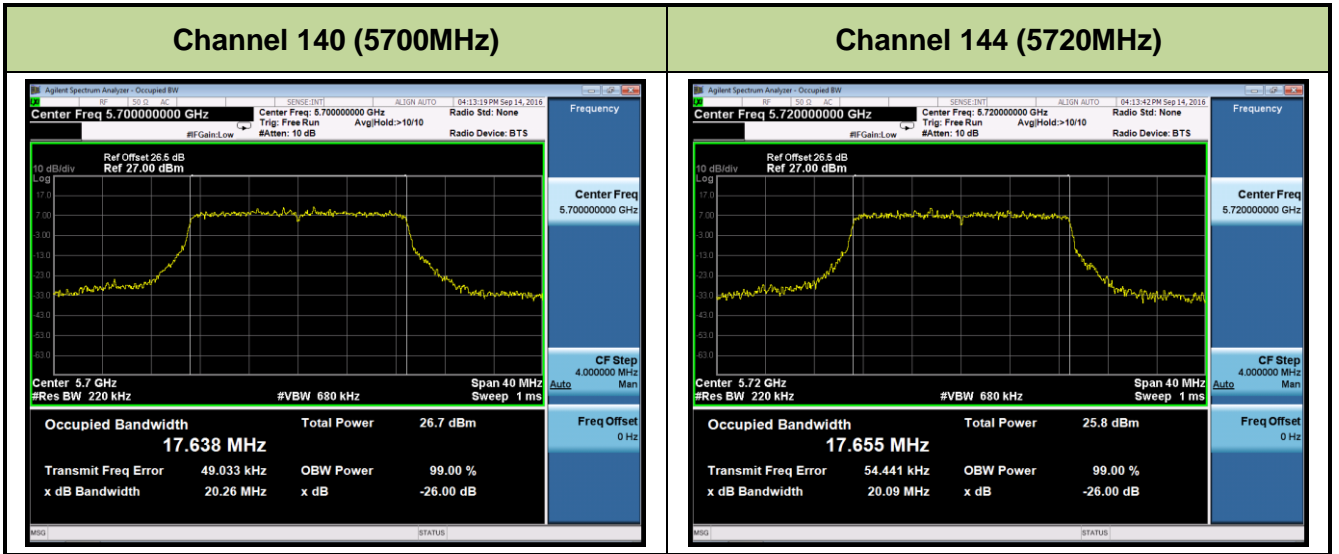 Channel 140 (5700MHz)
Agilent Spectrum Analyzer - Occupied BW
RF 50 Ω AC SENSE:INT ALIGN AUTO 04:13:19 PM Sep 14, 2016
Center Freq 5.700000000 GHz
Center Freq: 5.700000000 GHz
Radio Std: None
Trig: Free Run Avg|Hold:>10/10
#IFGain:Low #Atten: 10 dB Radio Device: BTS
Frequency
Ref Offset 26.5 dB
10 dB/div Ref 27.00 dBm
Log
17.0
7.00
-3.00
-13.0
-23.0
-33.0
-43.0
-53.0
-63.0
Center 5.7 GHz Span 40 MHz
#Res BW 220 kHz #VBW 680 kHz Sweep 1 ms
Center Freq
5.700000000 GHz
CF Step
4.000000 MHz
Auto Man
Freq Offset
0 Hz
Occupied Bandwidth Total Power 26.7 dBm
17.638 MHz
Transmit Freq Error 49.033 kHz OBW Power 99.00 %
x dB Bandwidth 20.26 MHz x dB -26.00 dB
MSG STATUS
Channel 144 (5720MHz)
Agilent Spectrum Analyzer - Occupied BW
RF 50 Ω AC SENSE:INT ALIGN AUTO 04:13:42 PM Sep 14, 2016
Center Freq 5.720000000 GHz
Center Freq: 5.720000000 GHz
Radio Std: None
Trig: Free Run Avg|Hold:>10/10
#IFGain:Low #Atten: 10 dB Radio Device: BTS
Frequency
Ref Offset 26.5 dB
10 dB/div Ref 27.00 dBm
Log
17.0
7.00
-3.00
-13.0
-23.0
-33.0
-43.0
-53.0
-63.0
Center 5.72 GHz Span 40 MHz
#Res BW 220 kHz #VBW 680 kHz Sweep 1 ms
Center Freq
5.720000000 GHz
CF Step
4.000000 MHz
Auto Man
Freq Offset
0 Hz
Occupied Bandwidth Total Power 25.8 dBm
17.655 MHz
Transmit Freq Error 54.441 kHz OBW Power 99.00 %
x dB Bandwidth 20.09 MHz x dB -26.00 dB
MSG STATUS